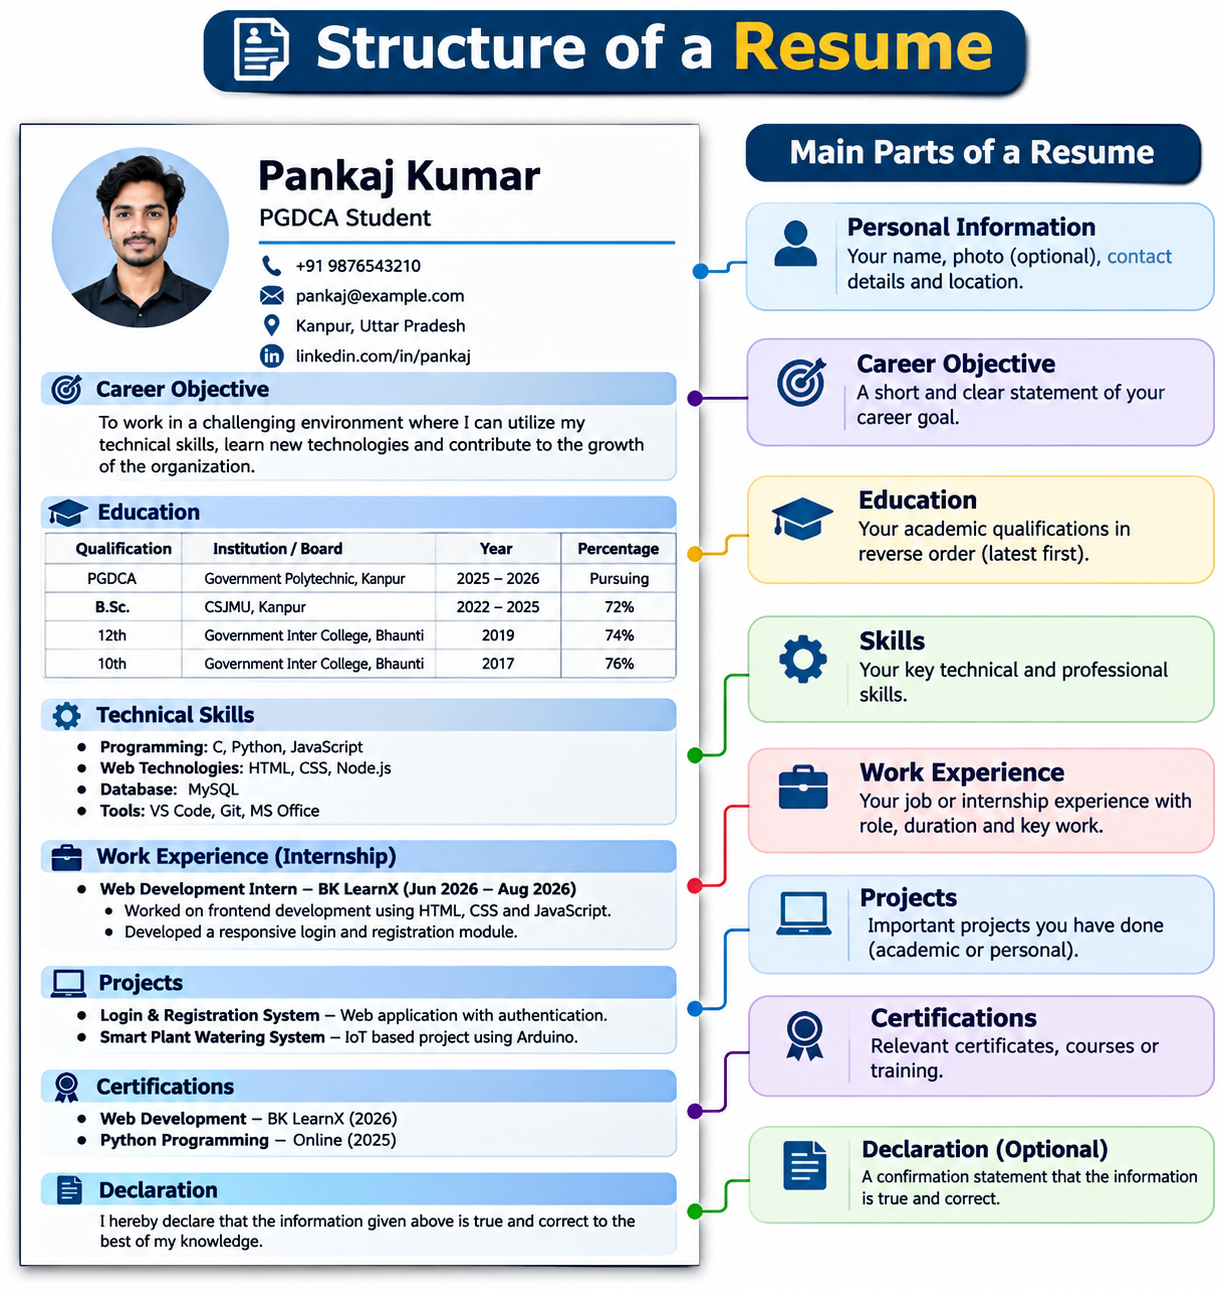 Structure of a Resume
Pankaj Kumar
PGDCA Student
+91 9876543210
pankaj@example.com
Kanpur, Uttar Pradesh
in linkedin.com/in/pankaj
Career Objective
To work in a challenging environment where I can utilize my
technical skills, learn new technologies and contribute to the growth
of the organization.
Education
Qualification Institution / Board Year Percentage
PGDCA Government Polytechnic, Kanpur 2025 – 2026 Pursuing
B.Sc. CSJMU, Kanpur 2022 – 2025 72%
12th Government Inter College, Bhaunti 2019 74%
10th Government Inter College, Bhaunti 2017 76%
Technical Skills
• Programming: C, Python, JavaScript
• Web Technologies: HTML, CSS, Node.js
• Database: MySQL
• Tools: VS Code, Git, MS Office
Work Experience (Internship)
• Web Development Intern – BK LearnX (Jun 2026 – Aug 2026)
• Worked on frontend development using HTML, CSS and JavaScript.
• Developed a responsive login and registration module.
Projects
• Login & Registration System – Web application with authentication.
• Smart Plant Watering System – IoT based project using Arduino.
Certifications
• Web Development – BK LearnX (2026)
• Python Programming – Online (2025)
Declaration
I hereby declare that the information given above is true and correct to the
best of my knowledge.
Main Parts of a Resume
Personal Information
Your name, photo (optional), contact
details and location.
Career Objective
A short and clear statement of your
career goal.
Education
Your academic qualifications in
reverse order (latest first).
Skills
Your key technical and professional
skills.
Work Experience
Your job or internship experience with
role, duration and key work.
Projects
Important projects you have done
(academic or personal).
Certifications
Relevant certificates, courses or
training.
Declaration (Optional)
A confirmation statement that the information
is true and correct.